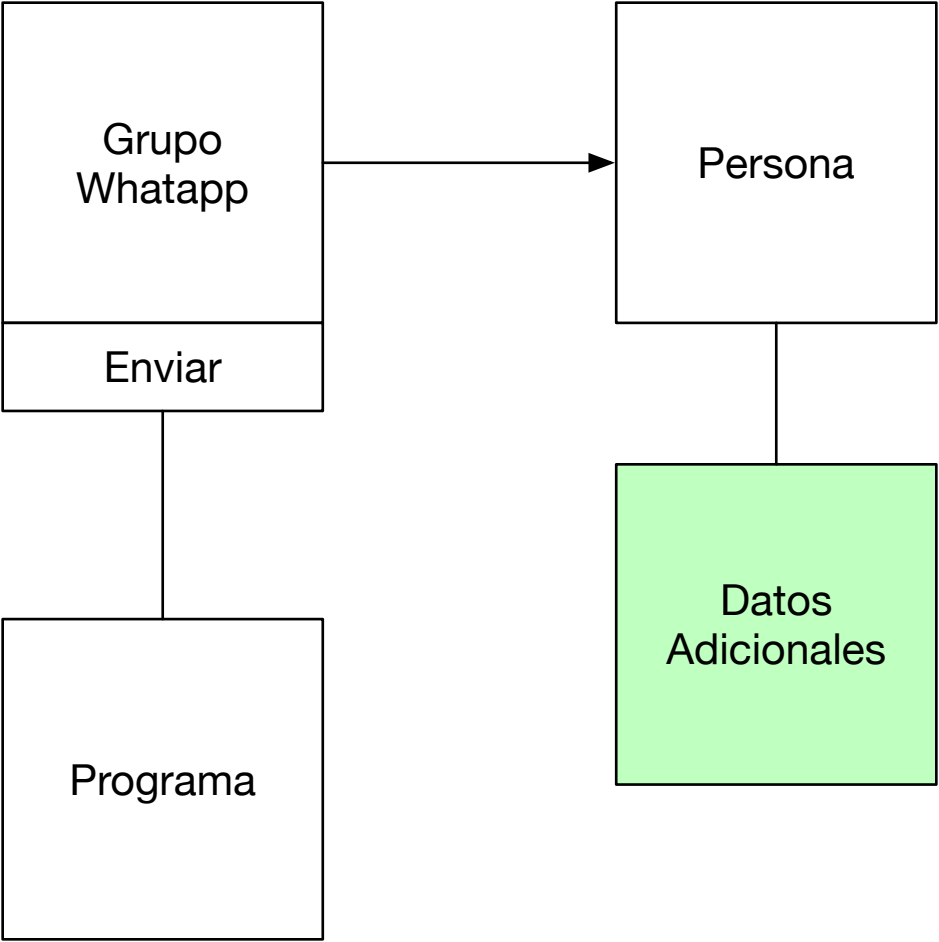 Grupo
Whatapp
Persona
Enviar
Datos
Adicionales
Programa